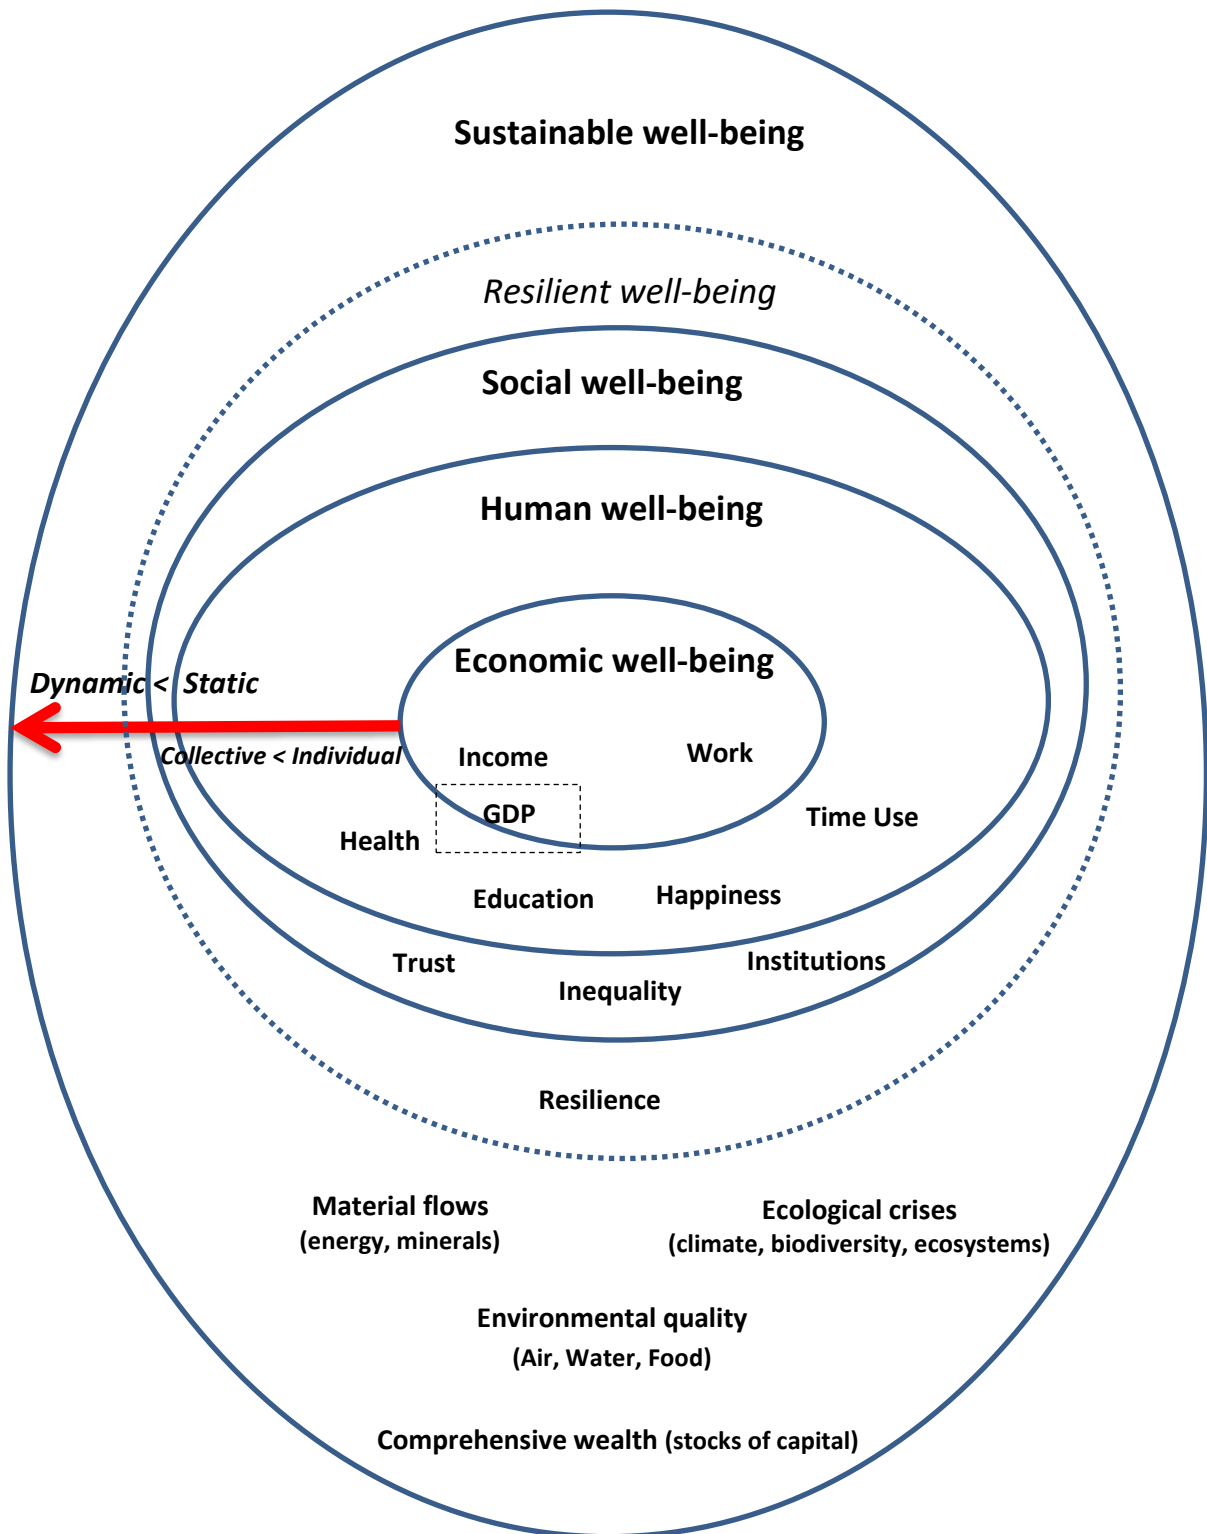 Sustainable well-being
Resilient well-being
Social well-being
Human well-being
Economic well-being
Dynamic < Static
Collective < Individual
Income
Work
GDP
Time Use
Health
Education
Happiness
Trust
Institutions
Inequality
Resilience
Material flows
(energy, minerals)
Ecological crises
(climate, biodiversity, ecosystems)
Environmental quality
(Air, Water, Food)
Comprehensive wealth (stocks of capital)